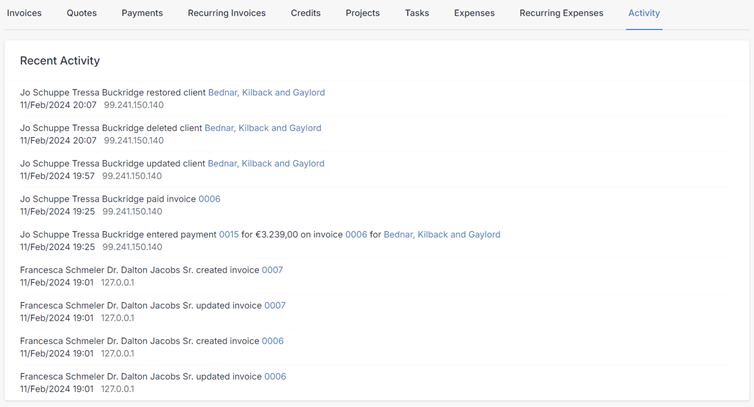 Invoices Quotes Payments Recurring Invoices Credits Projects Tasks Expenses Recurring Expenses Activity
Recent Activity
Jo Schuppe Tressa Buckridge restored client Bednar, Kilback and Gaylord
11/Feb/2024 20:07 99.241.150.140
Jo Schuppe Tressa Buckridge deleted client Bednar, Kilback and Gaylord
11/Feb/2024 20:07 99.241.150.140
Jo Schuppe Tressa Buckridge updated client Bednar, Kilback and Gaylord
11/Feb/2024 19:57 99.241.150.140
Jo Schuppe Tressa Buckridge paid invoice 0006
11/Feb/2024 19:25 99.241.150.140
Jo Schuppe Tressa Buckridge entered payment 0015 for €3.239,00 on invoice 0006 for Bednar, Kilback and Gaylord
11/Feb/2024 19:25 99.241.150.140
Francesca Schmeler Dr. Dalton Jacobs Sr. created invoice 0007
11/Feb/2024 19:01 127.0.0.1
Francesca Schmeler Dr. Dalton Jacobs Sr. updated invoice 0007
11/Feb/2024 19:01 127.0.0.1
Francesca Schmeler Dr. Dalton Jacobs Sr. created invoice 0006
11/Feb/2024 19:01 127.0.0.1
Francesca Schmeler Dr. Dalton Jacobs Sr. updated invoice 0006
11/Feb/2024 19:01 127.0.0.1